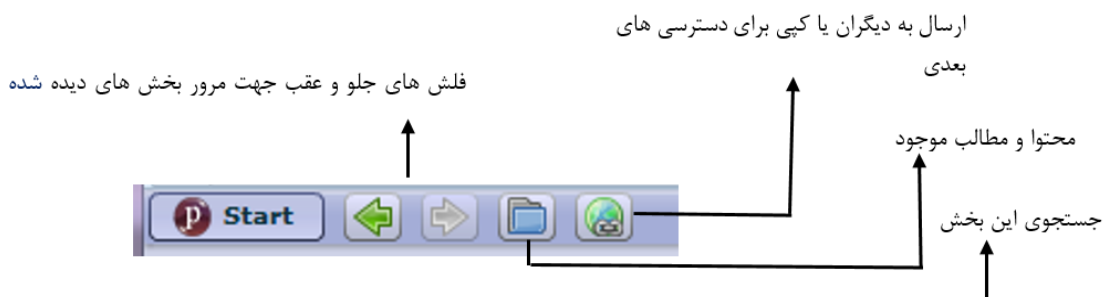 ارسال به دیگران یا کپی برای دسترسی های
بعدی
فلش های جلو و عقب جهت مرور بخش های دیده شده
محتوا و مطالب موجود
p Start
جستجوی این بخش